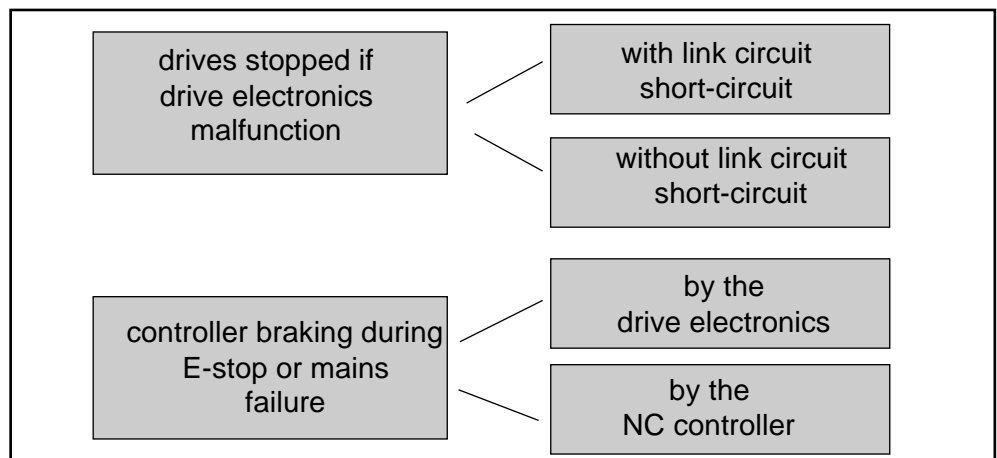 drives stopped if
drive electronics
malfunction
with link circuit
short-circuit
without link circuit
short-circuit
controller braking during
E-stop or mains
failure
by the
drive electronics
by the
NC controller